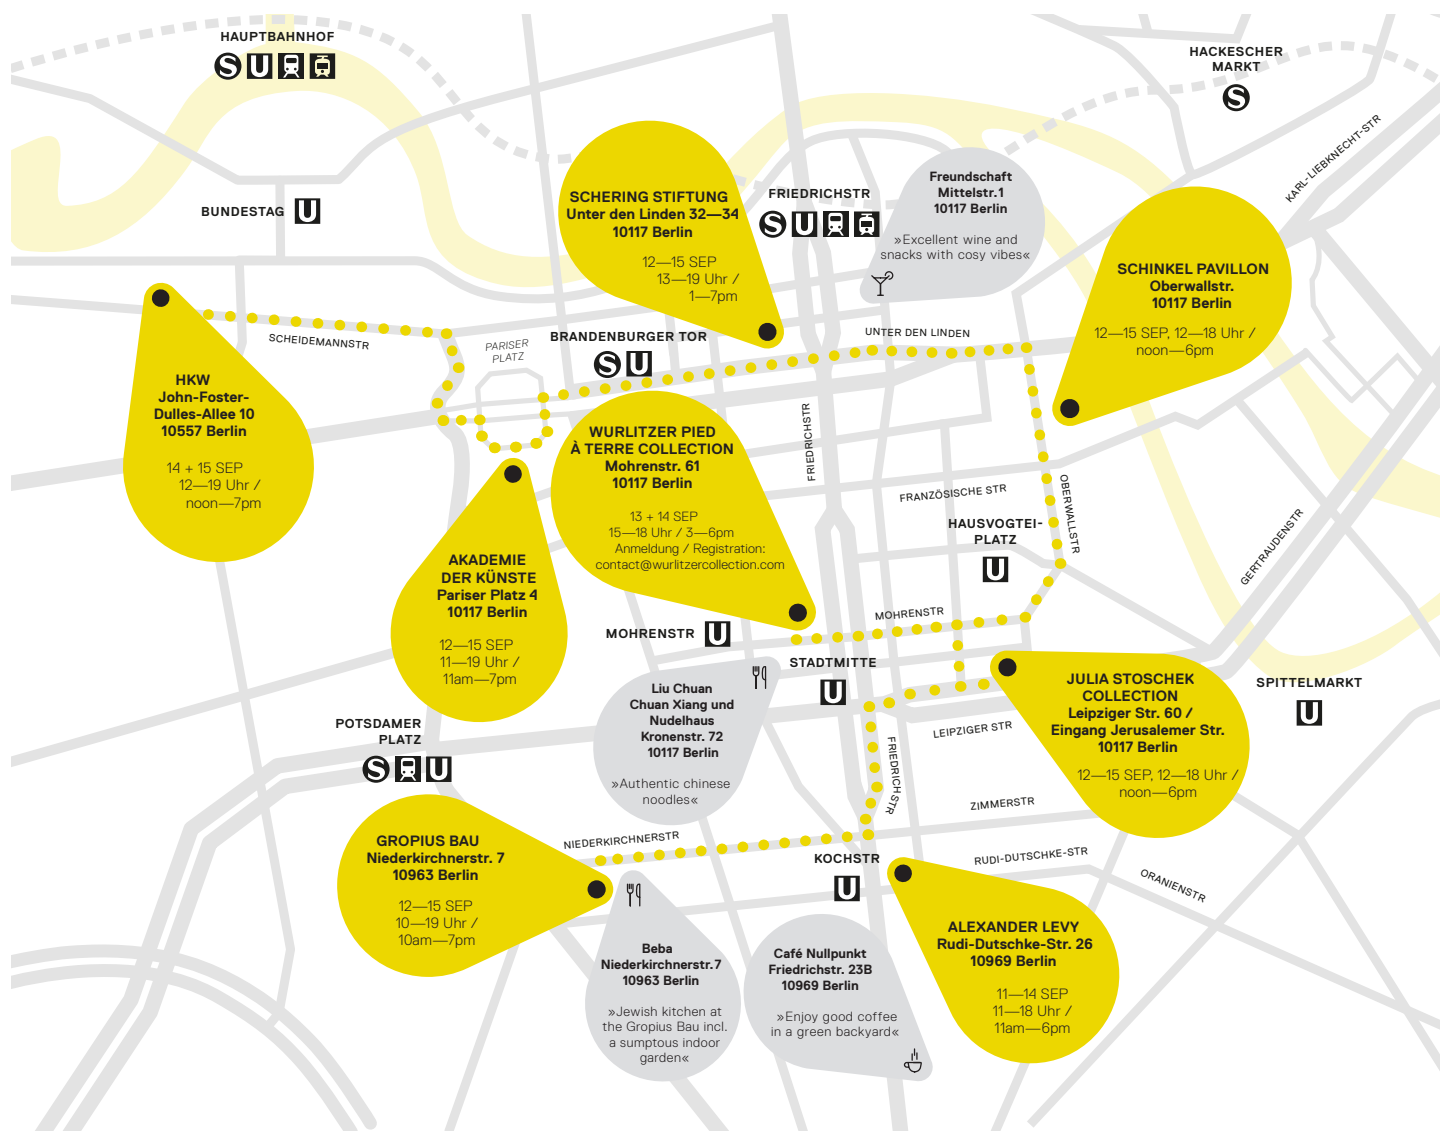 HAUPTBAHNHOF
S U
HACKESCHER
MARKT
S
KARL-LIEBKNECHT-STR
BUNDESTAG U
SCHERING STIFTUNG
Unter den Linden 32—34
10117 Berlin
12—15 SEP
13—19 Uhr /
1—7pm
FRIEDRICHSTR
S U
Freundschaft
Mittelstr. 1
10117 Berlin
»Excellent wine and
snacks with cosy vibes«
SCHINKEL PAVILLON
Oberwallstr.
10117 Berlin
12—15 SEP, 12—18 Uhr /
noon—6pm
SCHEIDEMANNSTR
PARISER
PLATZ
BRANDENBURGER TOR
S U
UNTER DEN LINDEN
HKW
John-Foster-
Dulles-Allee 10
10557 Berlin
14 + 15 SEP
12—19 Uhr /
noon—7pm
WURLITZER PIED
À TERRE COLLECTION
Mohrenstr. 61
10117 Berlin
13 + 14 SEP
15—18 Uhr / 3—6pm
Anmeldung / Registration:
contact@wurlitzercollection.com
FRIEDRICHSTR
FRANZÖSISCHE STR
OBERWALLSTR
HAUSVOGTEI-
PLATZ
U
GERTRAUDENSTR
AKADEMIE
DER KÜNSTE
Pariser Platz 4
10117 Berlin
12—15 SEP
11—19 Uhr /
11am—7pm
MOHRENSTR U
MOHRENSTR
STADTMITTE
U
Liu Chuan
Chuan Xiang und
Nudelhaus
Kronenstr. 72
10117 Berlin
»Authentic chinese
noodles«
JULIA STOSCHEK
COLLECTION
Leipziger Str. 60 /
Eingang Jerusalemer Str.
10117 Berlin
12—15 SEP, 12—18 Uhr /
noon—6pm
SPITTELMARKT
U
POTSDAMER
PLATZ
S U
LEIPZIGER STR
FRIEDRICHSTR
ZIMMERSTR
GROPIUS BAU
Niederkirchnerstr. 7
10963 Berlin
12—15 SEP
10—19 Uhr /
10am—7pm
NIEDERKIRCHNERSTR
KOCHSTR
U
RUDI-DUTSCHKE-STR
ORANIENSTR
Beba
Niederkirchnerstr. 7
10963 Berlin
»Jewish kitchen at
the Gropius Bau incl.
a sumptous indoor
garden«
Café Nullpunkt
Friedrichstr. 23B
10969 Berlin
»Enjoy good coffee
in a green backyard«
ALEXANDER LEVY
Rudi-Dutschke-Str. 26
10969 Berlin
11—14 SEP
11—18 Uhr /
11am—6pm